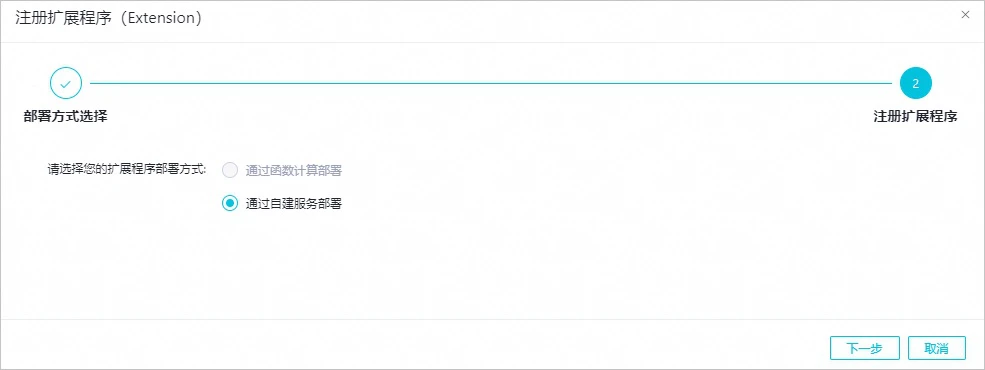 注册扩展程序（Extension）
2
部署方式选择
注册扩展程序
请选择您的扩展程序部署方式:
通过函数计算部署
通过自建服务部署
下一步
取消